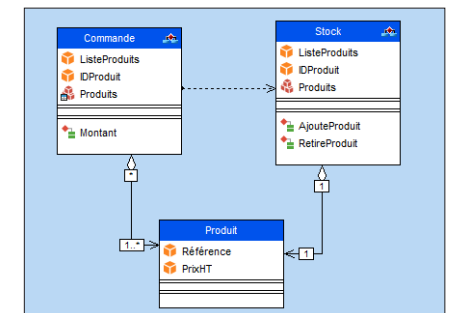 Commande
ListeProduits
IDProduit
Produits
Montant
Stock
ListeProduits
IDProduit
Produits
AjouteProduit
RetireProduit
*
1
1..*
1
Produit
Référence
PrixHT